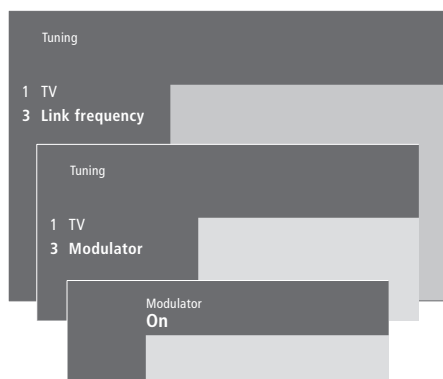 Tuning
1 TV
3 Link frequency
Tuning
1 TV
3 Modulator
Modulator
On